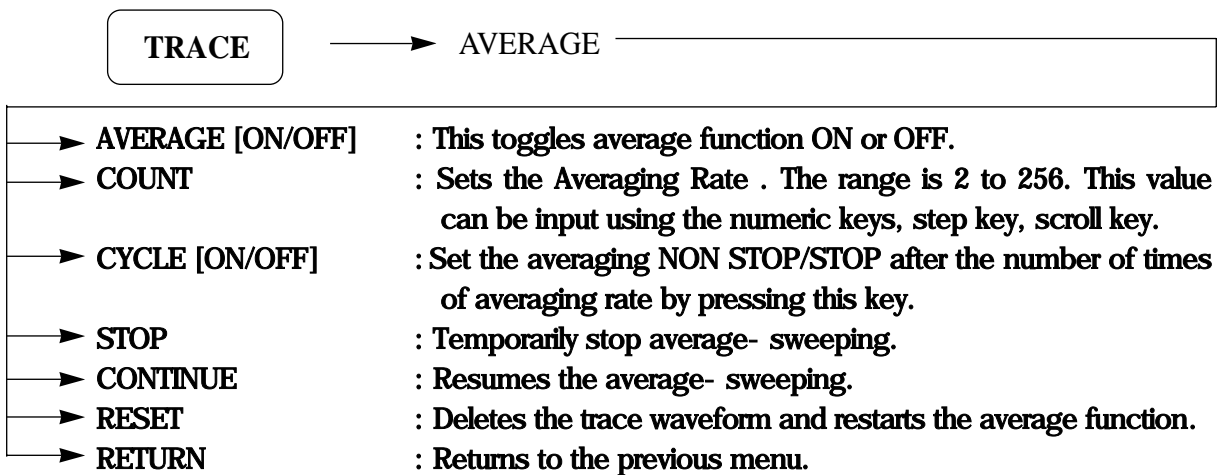 TRACE AVERAGE
AVERAGE [ON/OFF] : This toggles average function ON or OFF.
COUNT : Sets the Averaging Rate . The range is 2 to 256. This value
can be input using the numeric keys, step key, scroll key.
CYCLE [ON/OFF] : Set the averaging NON STOP/STOP after the number of times
of averaging rate by pressing this key.
STOP : Temporarily stop average- sweeping.
CONTINUE : Resumes the average- sweeping.
RESET : Deletes the trace waveform and restarts the average function.
RETURN : Returns to the previous menu.